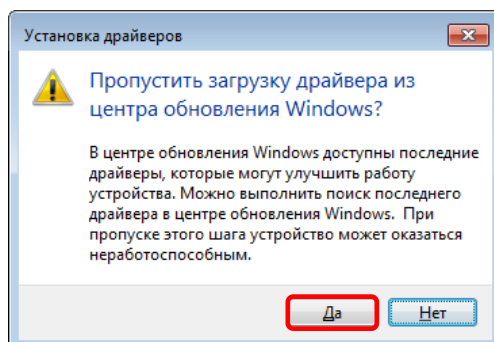 Установка драйверов
Пропустить загрузку драйвера из
центра обновления Windows?
В центре обновления Windows доступны последние
драйверы, которые могут улучшить работу
устройства. Можно выполнить поиск последнего
драйвера в центре обновления Windows. При
пропуске этого шага устройство может оказаться
неработоспособным.
Да
Нет